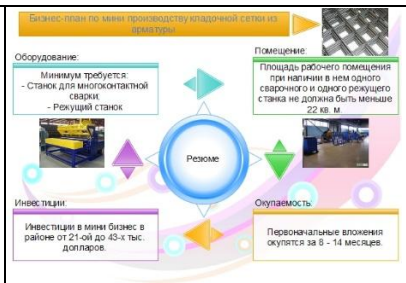 Бизнес-план по мини производству кладочной сетки из
арматуры
Оборудование:
Минимум требуется:
- Станок для многоконтактной
сварки;
- Режущий станок
Помещение:
Площадь рабочего помещения
при наличии в нем одного
сварочного и одного режущего
станка не должна быть меньше
22 кв. м.
Резюме
Инвестиции:
Инвестиции в мини бизнес в
районе от 21-ой до 43-х тыс.
долларов.
Окупаемость:
Первоначальные вложения
окупятся за 8 - 14 месяцев.